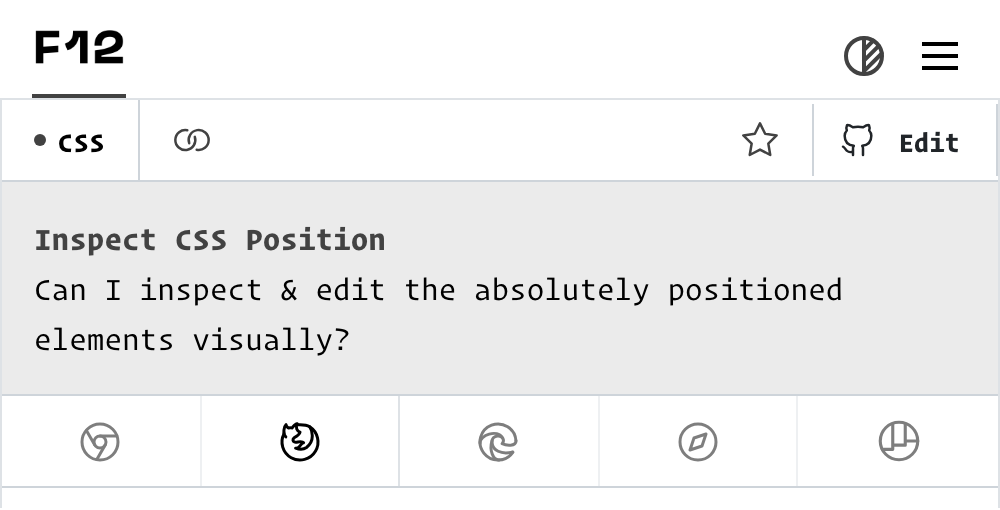 F12
CSS
Edit
Inspect CSS Position
Can I inspect & edit the absolutely positioned
elements visually?